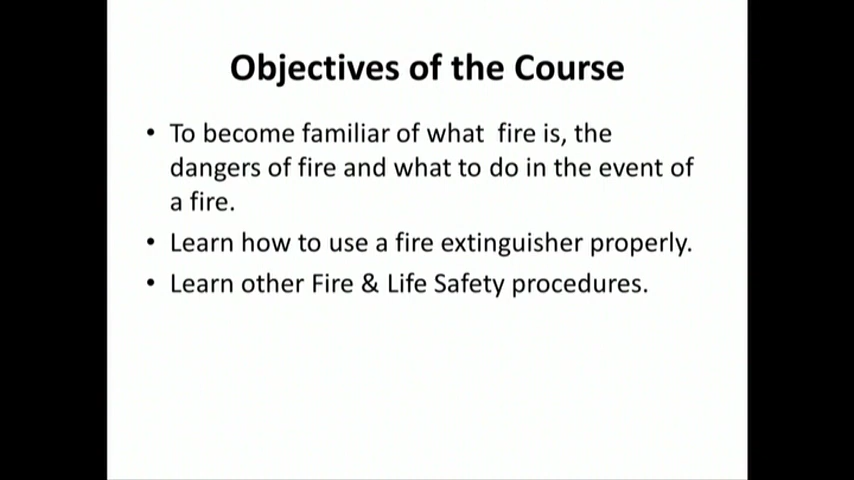 Objectives of the Course
• To become familiar of what  fire is, the
dangers of fire and what to do in the event of
a fire.
• Learn how to use a fire extinguisher properly.
• Learn other Fire & Life Safety procedures.